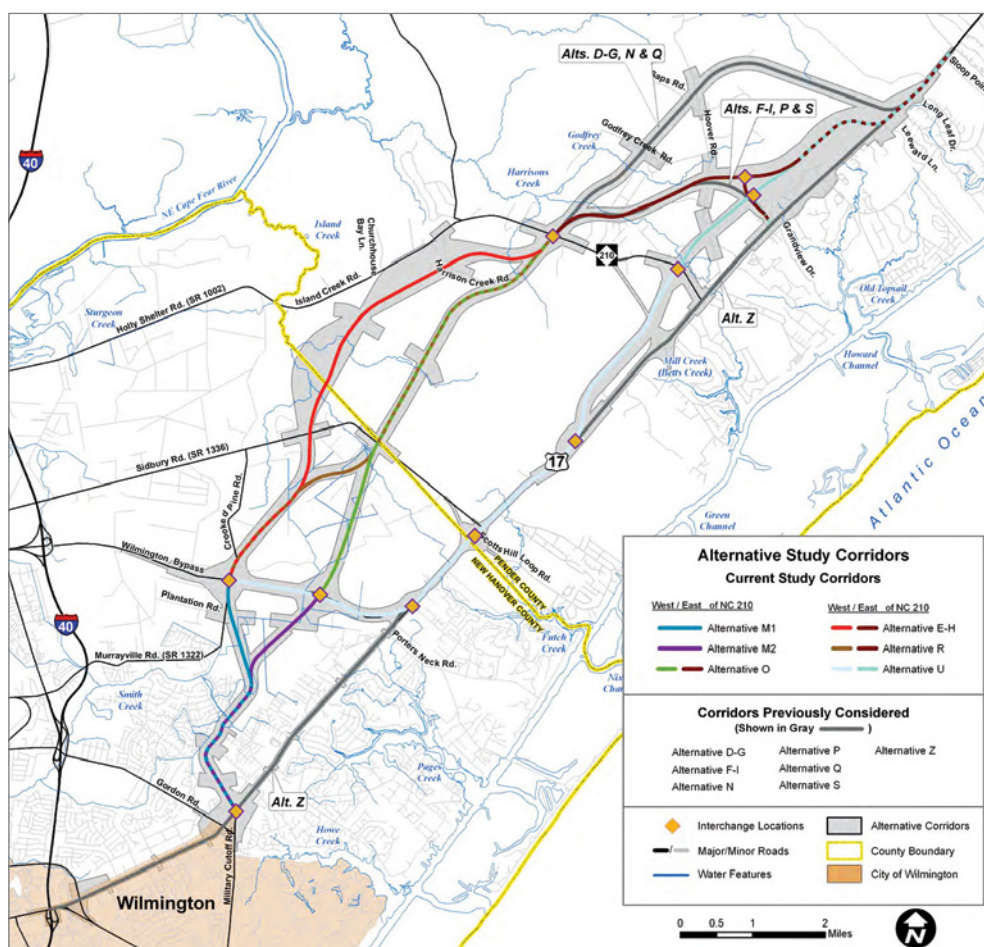 Alts. D-G, N & Q
Saps Rd.
Sloop Point
Alts. F-I, P & S
Long Leaf Dr.
Leeward Ln.
Hoover Rd.
Godfrey Creek
Godfrey Creek Rd.
40
NE Cape Fear River
Harrisons Creek
Island Creek
Churchhouse Bay Ln.
Grandview Dr.
210
Harrison Creek Rd.
Island Creek Rd.
Alt. Z
Old Topsail Creek
Holly Shelter Rd. (SR 1002)
Sturgeon Creek
Howard Channel
Mill Creek (Betts Creek)
Sidbury Rd. (SR 1336)
17
Atlantic Ocean
Green Channel
Crooked Pine Rd.
Scotts Hill Loop Rd.
Wilmington Bypass
PENDER COUNTY
NEW HANOVER COUNTY
Plantation Rd.
Porters Neck Rd.
Futch Creek
40
Murrayville Rd. (SR 1322)
Smith Creek
Pages Creek
Gordon Rd.
Alt. Z
Howe Creek
Military Cutoff Rd.
Wilmington
Alternative Study Corridors
Current Study Corridors
West / East of NC 210
West / East of NC 210
Alternative M1
Alternative E-H
Alternative M2
Alternative R
Alternative O
Alternative U
Corridors Previously Considered
(Shown in Gray )
Alternative D-G
Alternative P
Alternative Z
Alternative F-I
Alternative Q
Alternative N
Alternative S
Interchange Locations
Alternative Corridors
Major/Minor Roads
County Boundary
Water Features
City of Wilmington
0 0.5 1 2
Miles
N